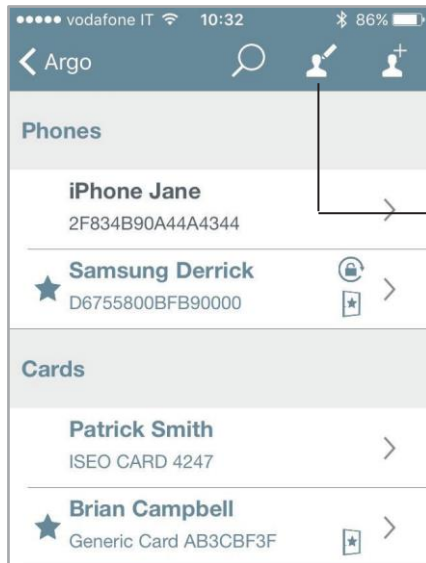 vodafone IT 10:32 86%
Argo
Phones
iPhone Jane
2F834B90A44A4344
Samsung Derrick
D6755800BFB90000
Cards
Patrick Smith
ISEO CARD 4247
Brian Campbell
Generic Card AB3CBF3F